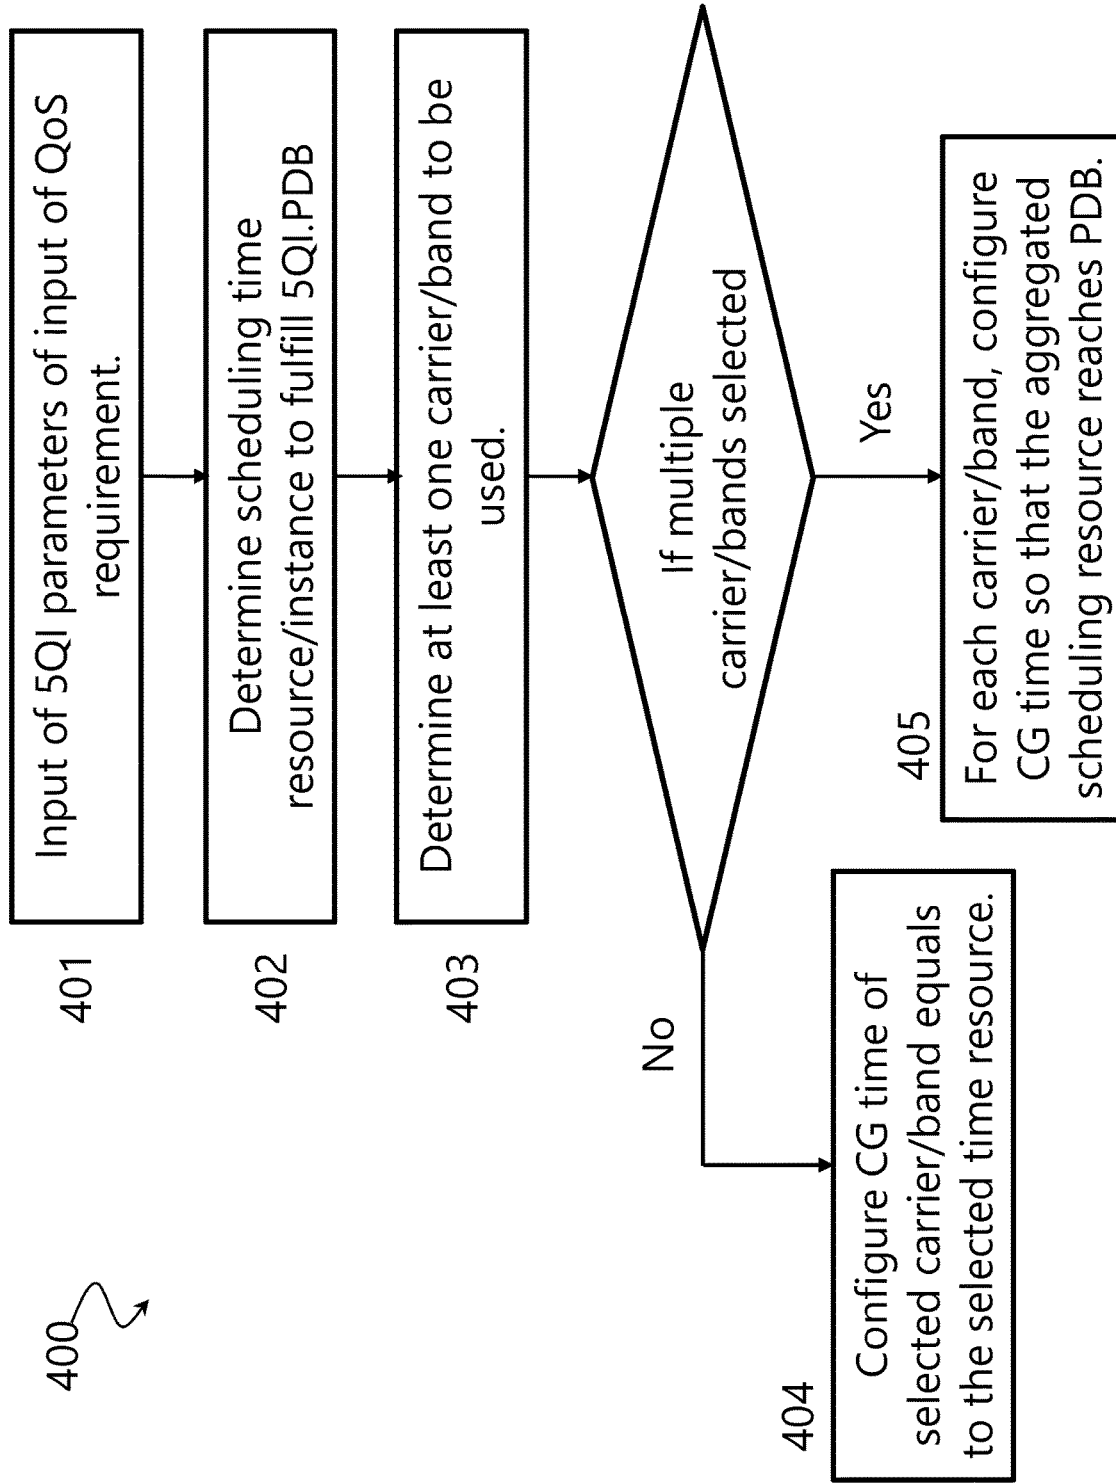 400
401
Input of 5QI parameters of input of QoS
requirement.
402
Determine scheduling time
resource/instance to fulfill 5QI.PDB
403
Determine at least one carrier/band to be
used.
If multiple
carrier/bands selected
No
Yes
404
Configure CG time of
selected carrier/band equals
to the selected time resource.
405
For each carrier/band, configure
CG time so that the aggregated
scheduling resource reaches PDB.